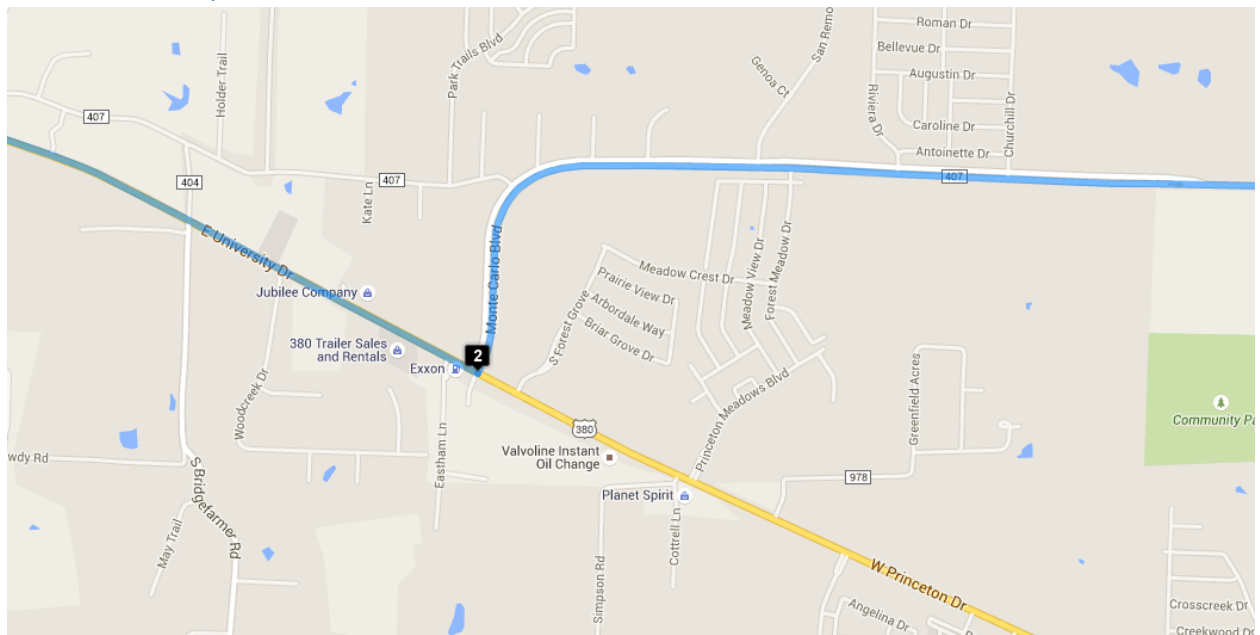 Roman Dr
Bellevue Dr
San Remo
Park Trails Blvd
Holder Trail
Genoa Ct
Augustin Dr
Riviera Dr
Caroline Dr
Churchill Dr
Antoinette Dr
407
404
407
407
Kate Ln
E University Dr
Monte Carlo Blvd
Meadow Crest Dr
Prairie View Dr
Meadow View Dr
Forest Meadow Dr
Jubilee Company
Arbordale Way
S Forest Grove
Briar Grove Dr
380 Trailer Sales
and Rentals
2
Exxon
Woodcreek Dr
Princeton Meadows Blvd
Greenfield Acres
Community Pa
380
Eastham Ln
Valvoline Instant
Oil Change
wdy Rd
S Bridgefarmer Rd
978
Planet Spirit
May Trail
Simpson Rd
Cottrell Ln
W Princeton Dr
Angelina Dr
Crosscreek Dr
Creekwood Dr